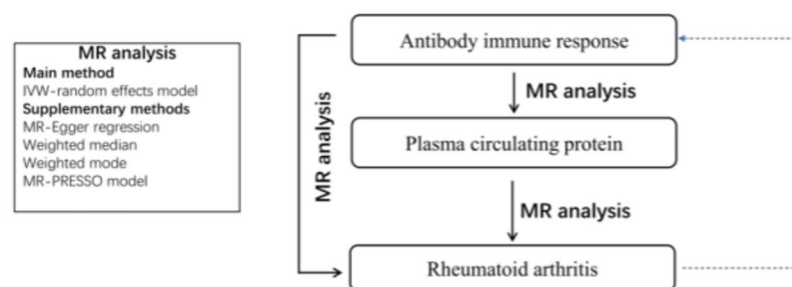 MR analysis
Main method
IVW-random effects model
Supplementary methods
MR-Egger regression
Weighted median
Weighted mode
MR-PRESSO model
Antibody immune response
MR analysis
MR analysis
Plasma circulating protein
MR analysis
Rheumatoid arthritis